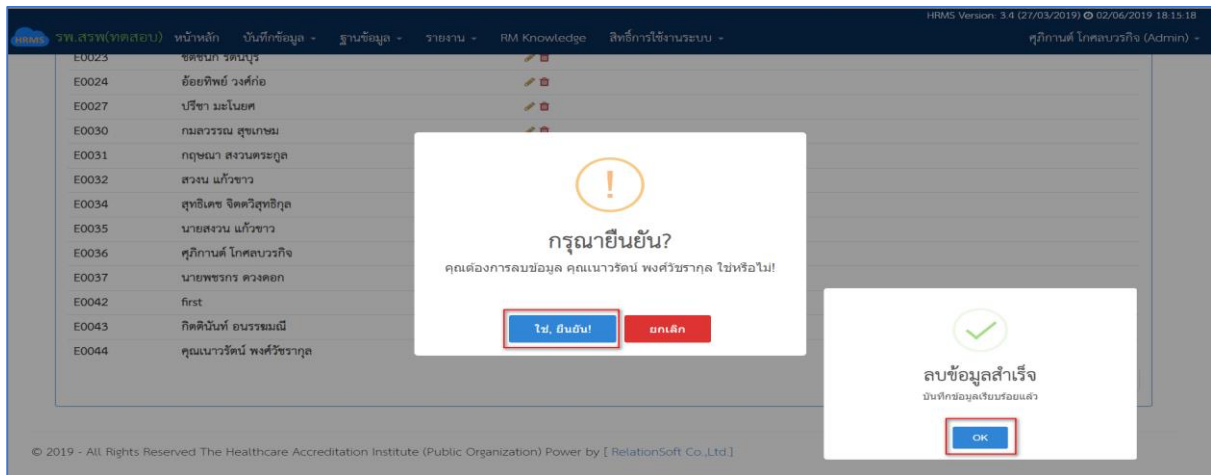 HRMS Version: 3.4 (27/03/2019) 02/06/2019 18:15:18
HRMS รพ.สรพ(ทดสอบ) หน้าหลัก บันทึกข้อมูล ฐานข้อมูล รายงาน RM Knowledge สิทธิ์การใช้งานระบบ ศุภิกานต์ โกศลบวรกิจ (Admin)
E0023
E0024 อ้อยทิพย์ วงศ์ก่อ
E0027 ปรีชา มะโนยศ
E0030 กมลวรรณ สุขเกษม
E0031 กฤษณา สงวนตระกูล
E0032 สวงน แก้วขาว
E0034 สุทธิเดช จิตตวิสุทธิกุล
E0035 นายสงวน แก้วขาว
E0036 ศุภิกานต์ โกศลบวรกิจ
E0037 นายพชรกร ดวงดอก
E0042 first
E0043 กิตตินันท์ อนรรฆมณี
E0044 คุณเนาวรัตน์ พงศ์วัชรากุล
!
กรุณายืนยัน?
คุณต้องการลบข้อมูล คุณเนาวรัตน์ พงศ์วัชรากุล ใช่หรือไม่!
ใช่, ยืนยัน! ยกเลิก
ลบข้อมูลสำเร็จ
บันทึกข้อมูลเรียบร้อยแล้ว
OK
© 2019 - All Rights Reserved The Healthcare Accreditation Institute (Public Organization) Power by [ RelationSoft Co.,Ltd.]